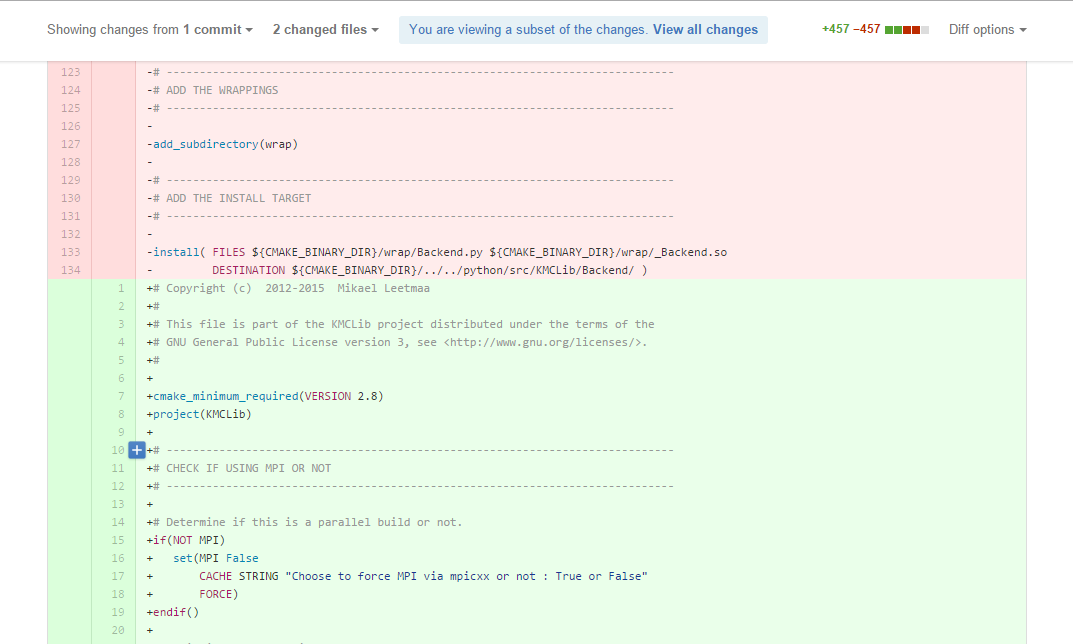 Showing changes from 1 commit 2 changed files You are viewing a subset of the changes. View all changes +457 −457 Diff options
123 -# -----------------------------------------------------------------------------
124 -# ADD THE WRAPPINGS
125 -# -----------------------------------------------------------------------------
126 -
127 -add_subdirectory(wrap)
128 -
129 -# -----------------------------------------------------------------------------
130 -# ADD THE INSTALL TARGET
131 -# -----------------------------------------------------------------------------
132 -
133 -install( FILES ${CMAKE_BINARY_DIR}/wrap/Backend.py ${CMAKE_BINARY_DIR}/wrap/_Backend.so
134 -         DESTINATION ${CMAKE_BINARY_DIR}/../../python/src/KMCLib/Backend/ )
1 +# Copyright (c)  2012-2015  Mikael Leetmaa
2 +#
3 +# This file is part of the KMCLib project distributed under the terms of the
4 +# GNU General Public License version 3, see <http://www.gnu.org/licenses/>.
5 +#
6 +
7 +cmake_minimum_required(VERSION 2.8)
8 +project(KMCLib)
9 +
10 + +# -----------------------------------------------------------------------------
11 +# CHECK IF USING MPI OR NOT
12 +# -----------------------------------------------------------------------------
13 +
14 +# Determine if this is a parallel build or not.
15 +if(NOT MPI)
16 +   set(MPI False
17 +       CACHE STRING "Choose to force MPI via mpicxx or not : True or False"
18 +       FORCE)
19 +endif()
20 +